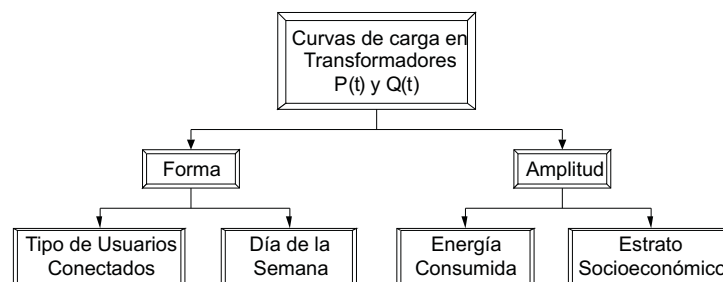 Curvas de carga en
Transformadores
P(t) y Q(t)
Forma
Amplitud
Tipo de Usuarios
Conectados
Día de la
Semana
Energía
Consumida
Estrato
Socioeconómico